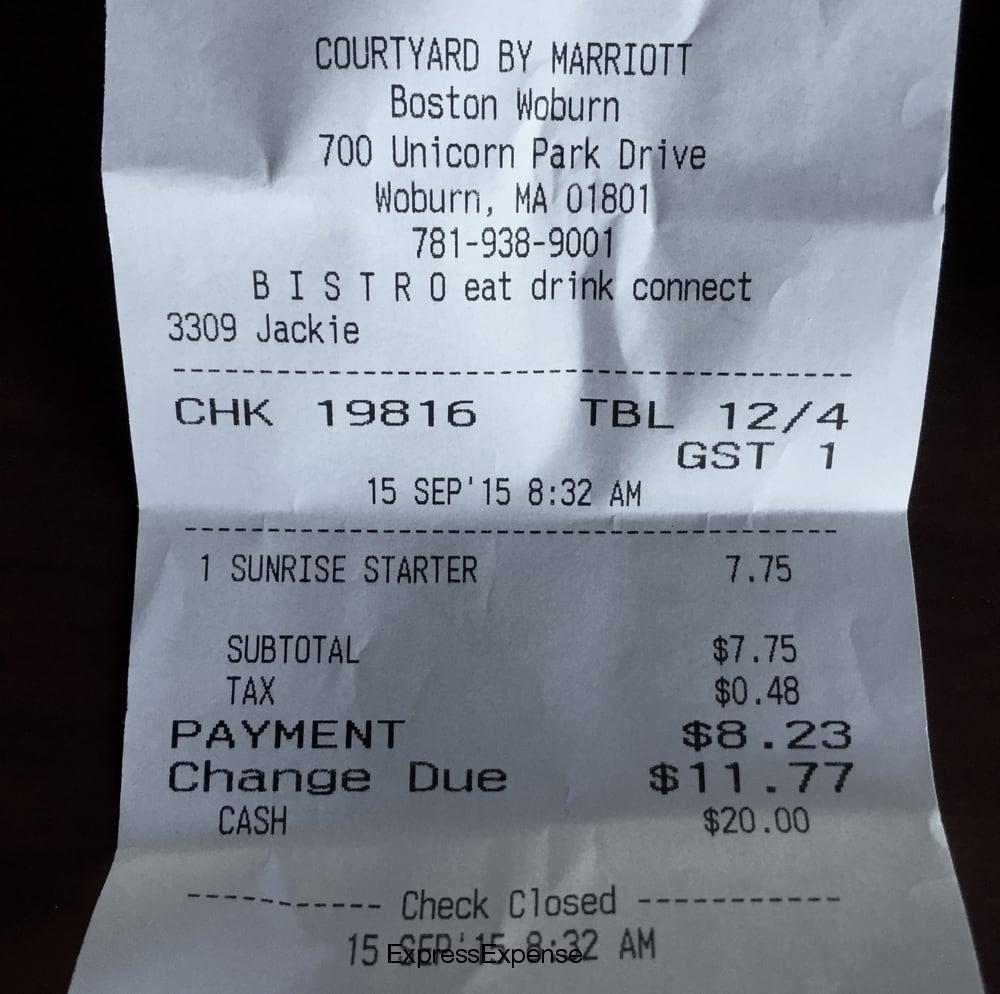 COURTYARD BY MARRIOTT
Boston Woburn
700 Unicorn Park Drive
Woburn, MA 01801
781-938-9001
B I S T R O eat drink connect
3309 Jackie
CHK 19816 TBL 12/4
GST 1
15 SEP'15 8:32 AM
1 SUNRISE STARTER 7.75
SUBTOTAL $7.75
TAX $0.48
PAYMENT $8.23
Change Due $11.77
CASH $20.00
---------- Check Closed -----------
15 SEP'15 8:32 AM
ExpressExpense